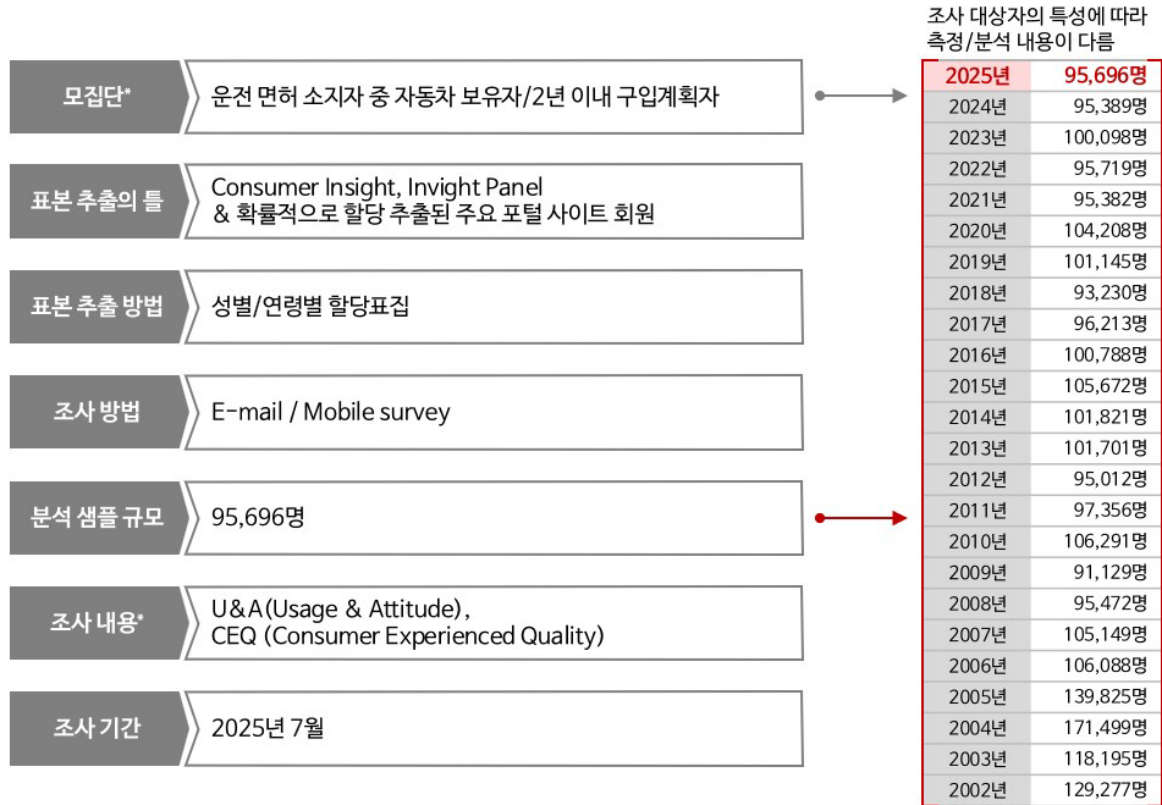 조사 대상자의 특성에 따라
측정/분석 내용이 다름
모집단*
운전 면허 소지자 중 자동차 보유자/2년 이내 구입계획자
표본 추출의 틀
Consumer Insight, Invight Panel
& 확률적으로 할당 추출된 주요 포털 사이트 회원
표본 추출 방법
성별/연령별 할당표집
조사 방법
E-mail / Mobile survey
분석 샘플 규모
95,696명
조사 내용*
U&A(Usage & Attitude),
CEQ (Consumer Experienced Quality)
조사 기간
2025년 7월
2025년 95,696명
2024년 95,389명
2023년 100,098명
2022년 95,719명
2021년 95,382명
2020년 104,208명
2019년 101,145명
2018년 93,230명
2017년 96,213명
2016년 100,788명
2015년 105,672명
2014년 101,821명
2013년 101,701명
2012년 95,012명
2011년 97,356명
2010년 106,291명
2009년 91,129명
2008년 95,472명
2007년 105,149명
2006년 106,088명
2005년 139,825명
2004년 171,499명
2003년 118,195명
2002년 129,277명